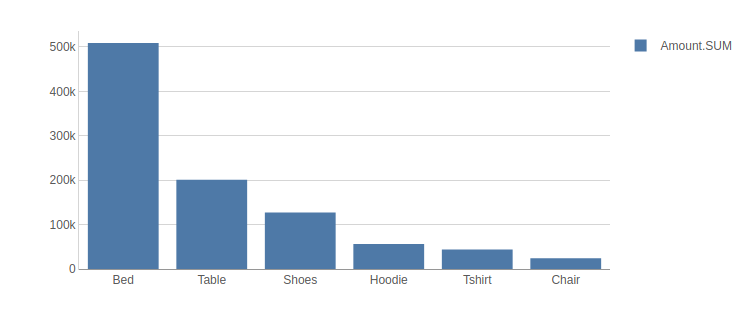 500k
400k
300k
200k
100k
0
Bed Table Shoes Hoodie Tshirt Chair
Amount.SUM